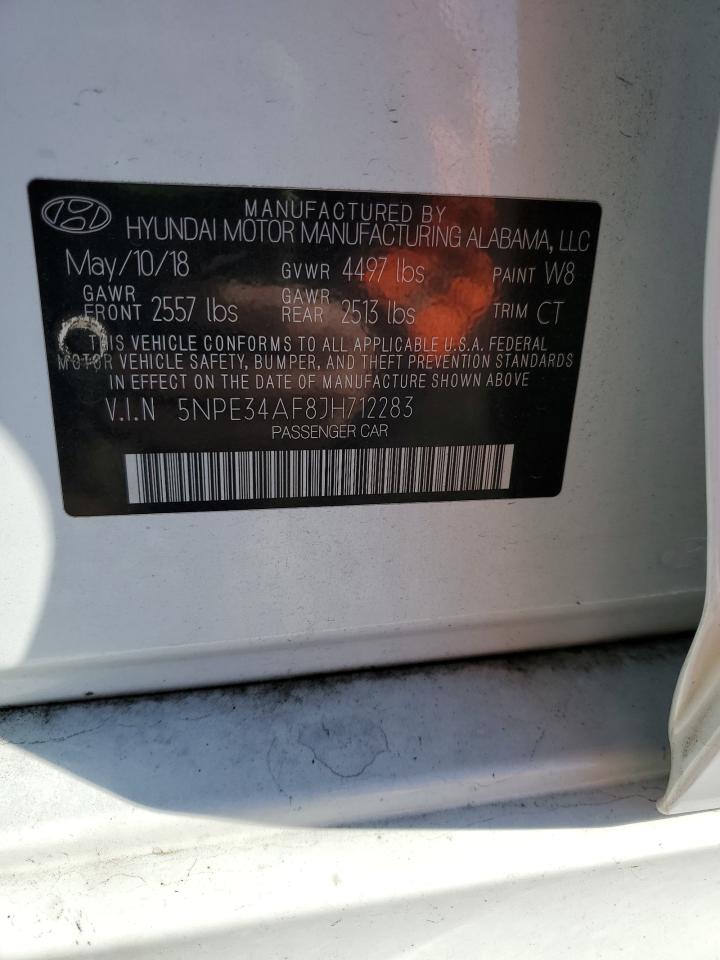 MANUFACTURED BY
HYUNDAI MOTOR MANUFACTURING ALABAMA, LLC
May/10/18 GVWR 4497 lbs PAINT W8
GAWR FRONT 2557 lbs GAWR REAR 2513 lbs TRIM CT
THIS VEHICLE CONFORMS TO ALL APPLICABLE U.S.A. FEDERAL
MOTOR VEHICLE SAFETY, BUMPER, AND THEFT PREVENTION STANDARDS
IN EFFECT ON THE DATE OF MANUFACTURE SHOWN ABOVE
V.I.N 5NPE34AF8JH712283
PASSENGER CAR